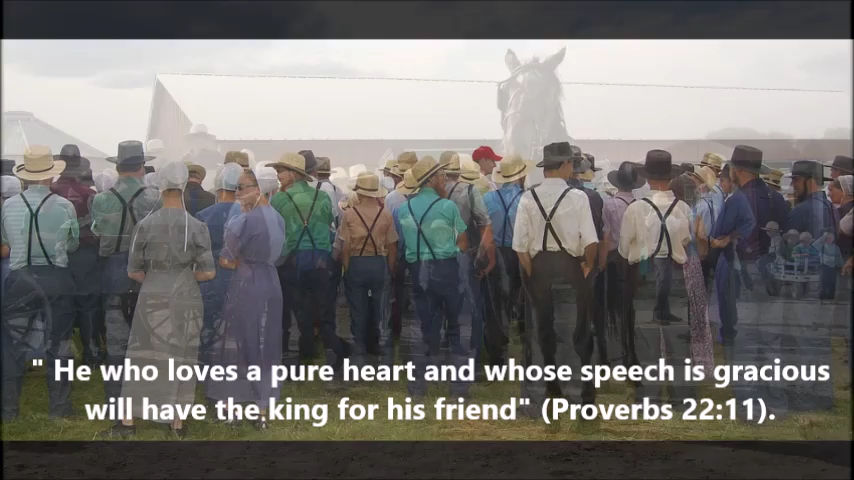 " He who loves a pure heart and whose speech is gracious
will have the king for his friend" (Proverbs 22:11).